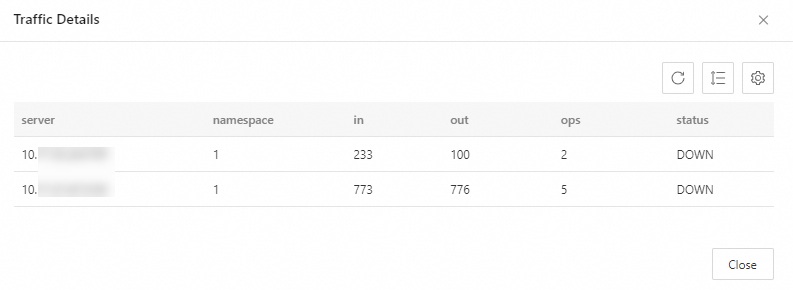 Traffic Details
server namespace in out ops status
10. 1 233 100 2 DOWN
10. 1 773 776 5 DOWN
Close